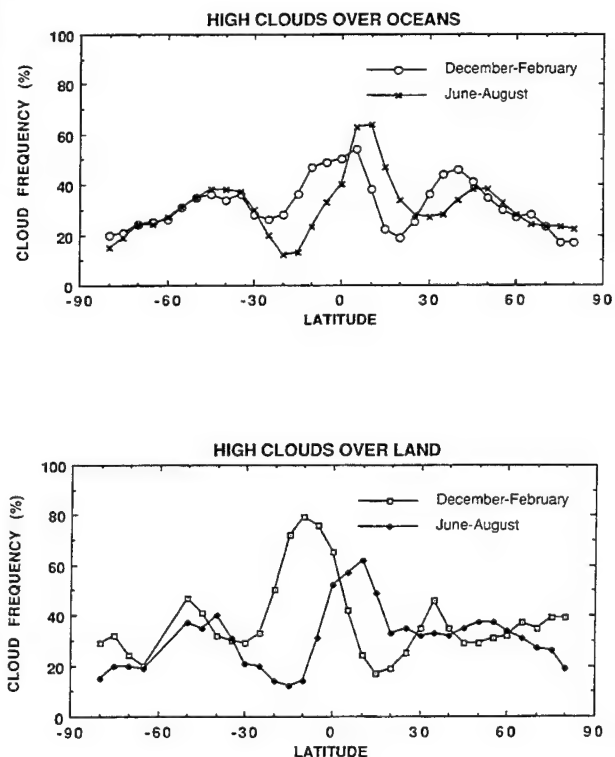 HIGH CLOUDS OVER OCEANS
CLOUD FREQUENCY (%)
100
80
60
40
20
0
December-February
June-August
-90 -60 -30 0 30 60 90
LATITUDE
HIGH CLOUDS OVER LAND
CLOUD FREQUENCY (%)
100
80
60
40
20
0
December-February
June-August
-90 -60 -30 0 30 60 90
LATITUDE